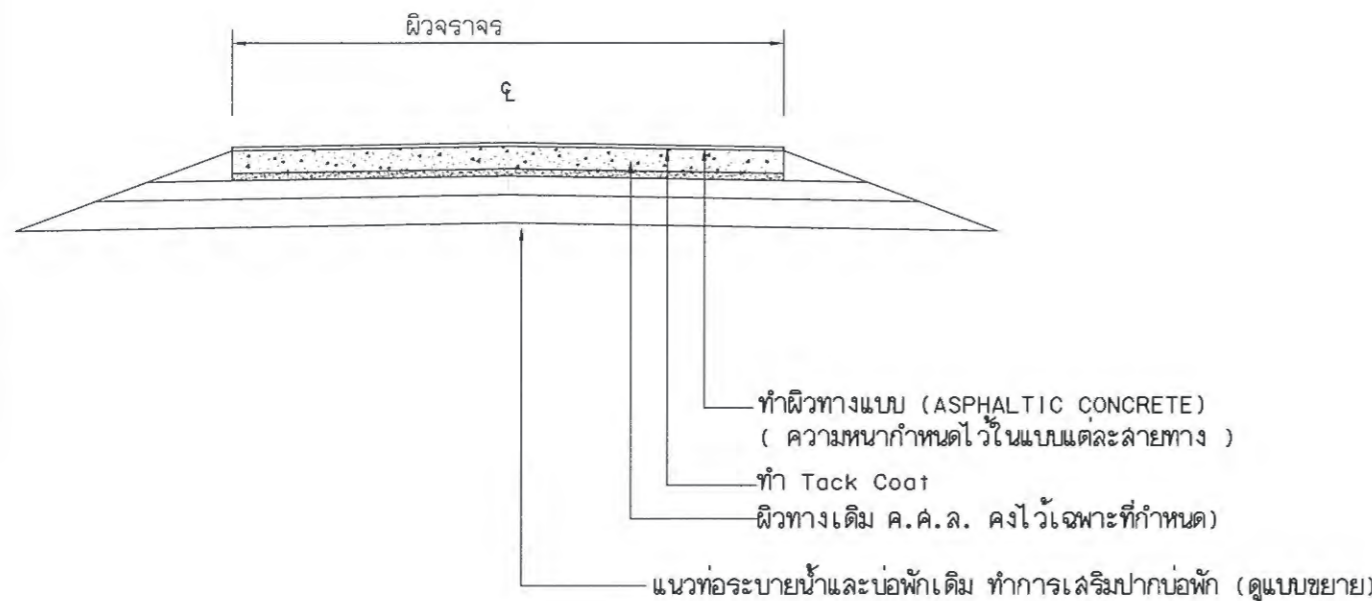 ผิวจราจร
℄
ทำผิวทางแบบ (ASPHALTIC CONCRETE)
( ความหนากำหนดไว้ในแบบแต่ละสายทาง )
ทำ Tack Coat
ผิวทางเดิม ค.ส.ล. คงไว้เฉพาะที่กำหนด)
แนวท่อระบายน้ำและบ่อพักเดิม ทำการเสริมปากบ่อพัก (ดูแบบขยาย)